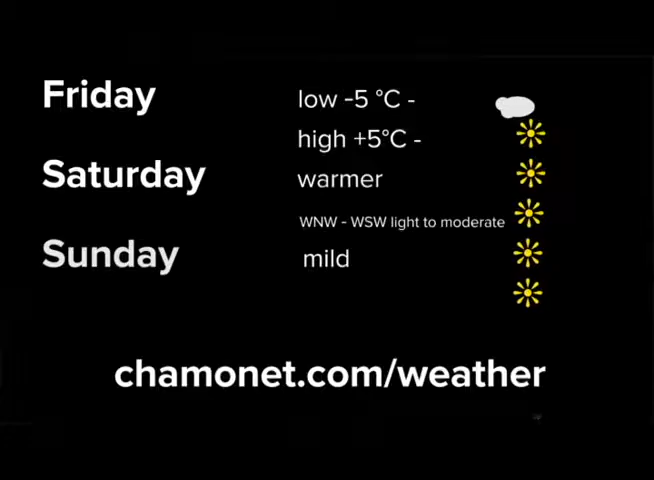 Friday low -5 °C -
high +5°C -
Saturday warmer
WNW - WSW light to moderate
Sunday mild
chamonet.com/weather